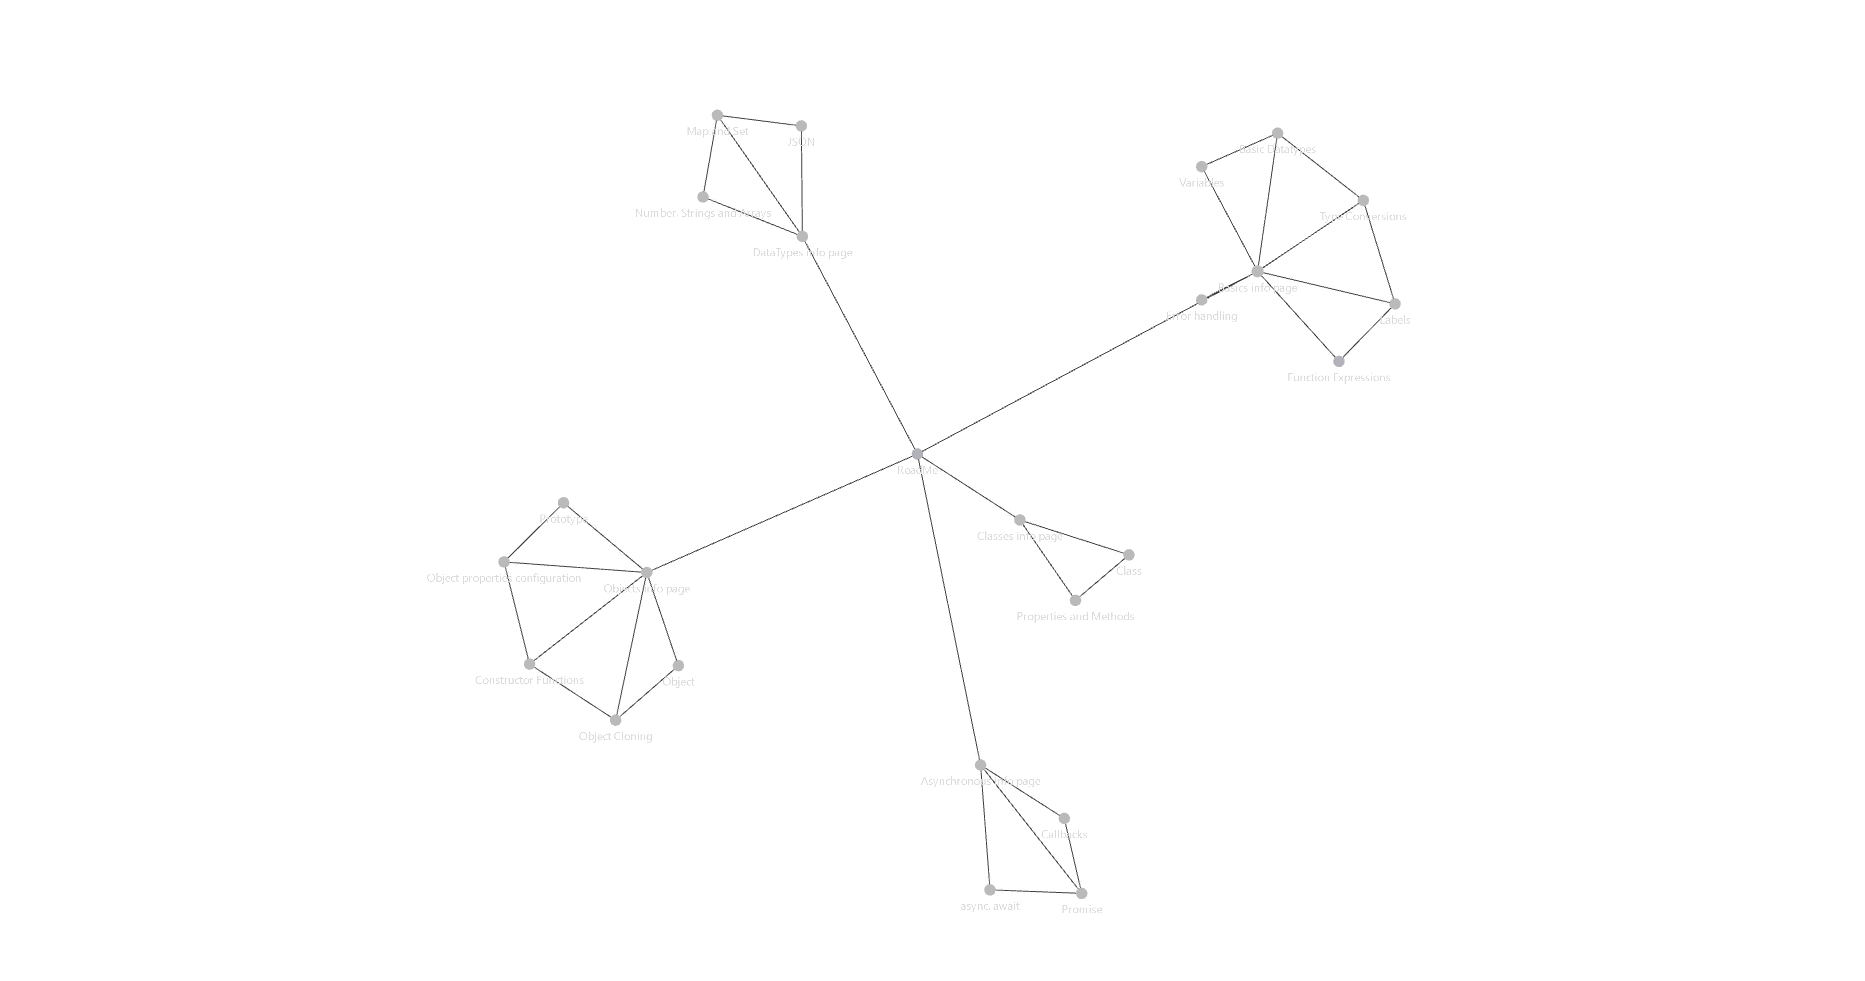 Map and Set
JSON
Basic Datatypes
Variables
Number, Strings and Arrays
Type Conversions
DataTypes info page
Basics info page
Error handling
Labels
Function Expressions
ReadMe
Prototype
Classes info page
Class
Object properties configuration
Objects info page
Properties and Methods
Constructor Functions
Object
Object Cloning
Asynchronous info page
Callbacks
async, await
Promise